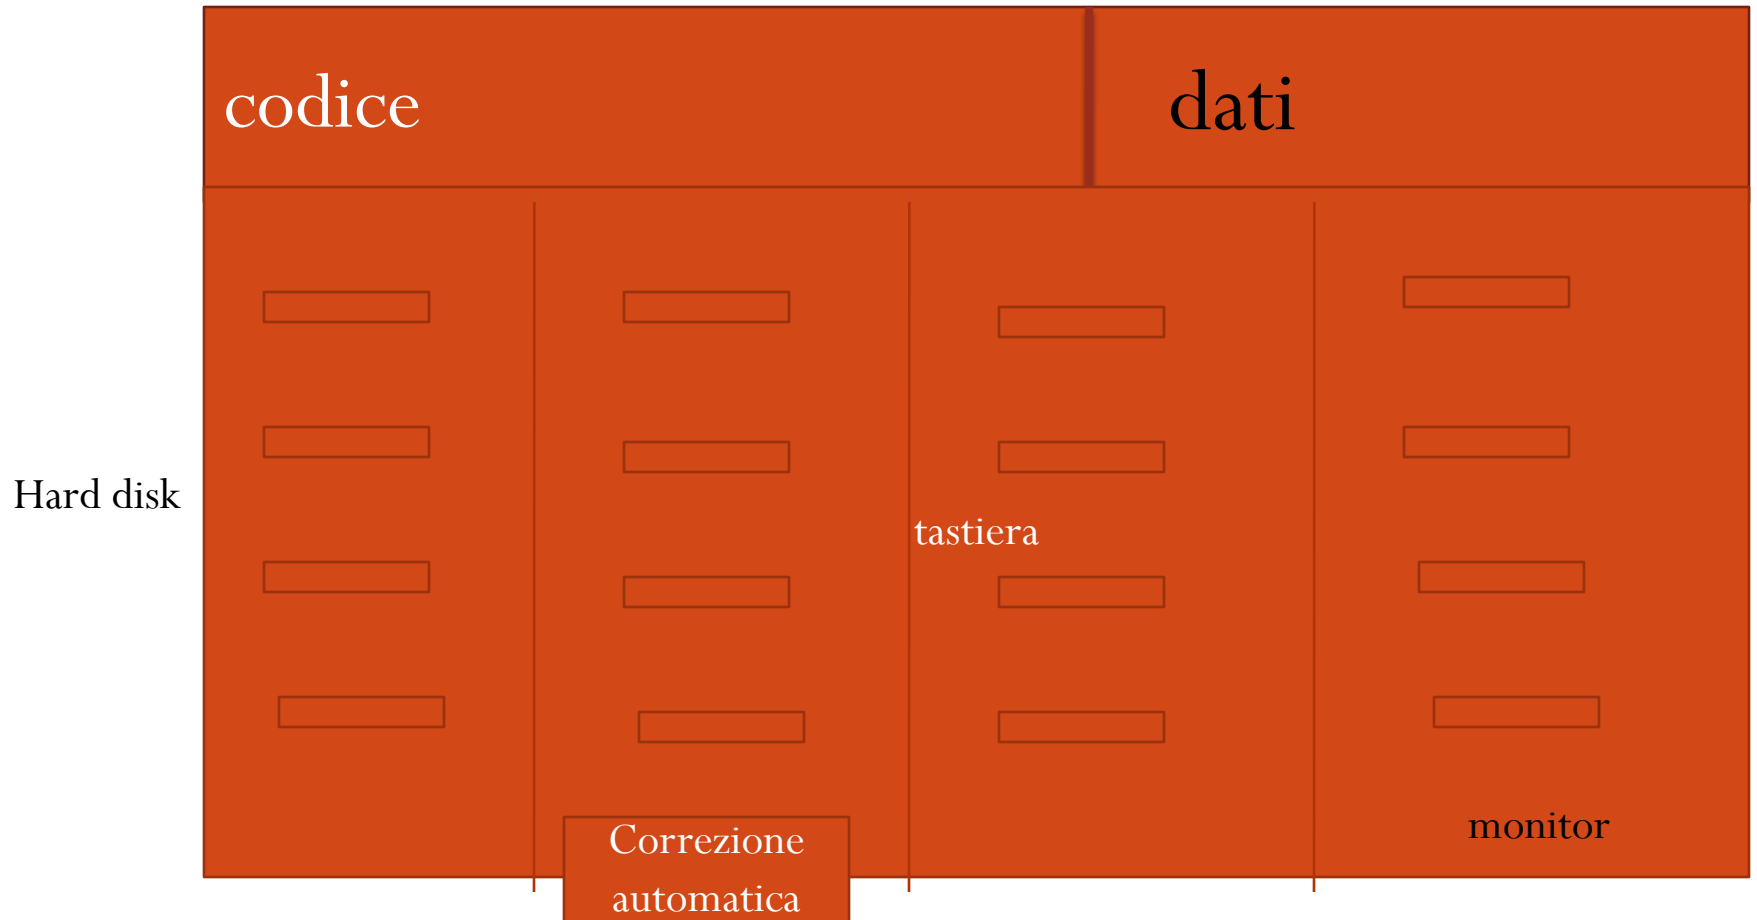 codice
dati
Hard disk
tastiera
monitor
Correzione
automatica